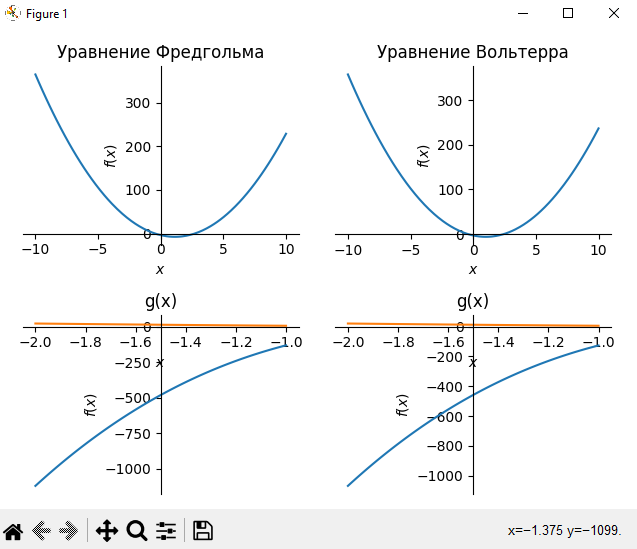 Figure 1
Уравнение Фредгольма
300
200
100
0
f(x)
−10 −5 0 5 10
x
Уравнение Вольтерра
300
200
100
0
f(x)
−10 −5 0 5 10
x
g(x)
0
−2.0 −1.8 −1.6 −1.4 −1.2 −1.0
x
−250
−500
−750
−1000
f(x)
g(x)
0
−2.0 −1.8 −1.6 −1.4 −1.2 −1.0
x
−200
−400
−600
−800
−1000
f(x)
x=−1.375 y=−1099.